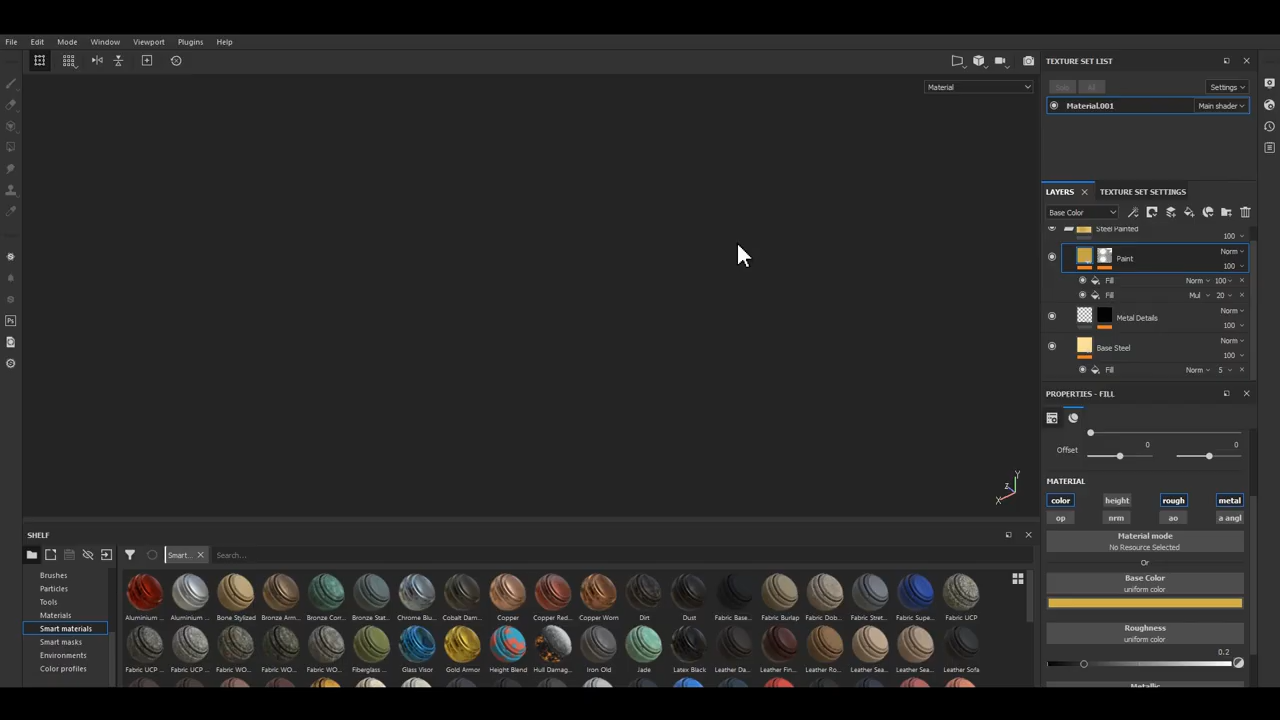 File Edit Mode Window Viewport Plugins Help
TEXTURE SET LIST
Material
Settings
Material.001 Main shader
LAYERS TEXTURE SET SETTINGS
Base Color
Steel Painted
100
Paint Norm
100
Fill Norm 100
Fill Mul 20
Metal Details Norm
100
Base Steel Norm
100
Fill Norm 5
PROPERTIES - FILL
Offset 0 0
MATERIAL
color height rough metal
op nrm ao a angl
Material mode
No Resource Selected
Or
Base Color
uniform color
Roughness
uniform color
0.2
Metallic
Y
Z
X
Ps
SHELF
Smart... Search...
Brushes
Particles
Tools
Materials
Smart materials
Smart masks
Environments
Color profiles
Aluminium ... Aluminium ... Bone Stylized Bronze Arm... Bronze Corr... Bronze Stat... Chrome Blu... Cobalt Dam... Copper Copper Red... Copper Worn Dirt Dust Fabric Base... Fabric Burlap Fabric Dob... Fabric Stret... Fabric Supe... Fabric UCP
Fabric UCP ... Fabric UCP ... Fabric WO... Fabric WO... Fabric WO... Fiberglass ... Glass Visor Gold Armor Height Blend Hull Damag... Iron Old Jade Latex Black Leather Da... Leather Fin... Leather Ro... Leather Sea... Leather Sea... Leather Sofa